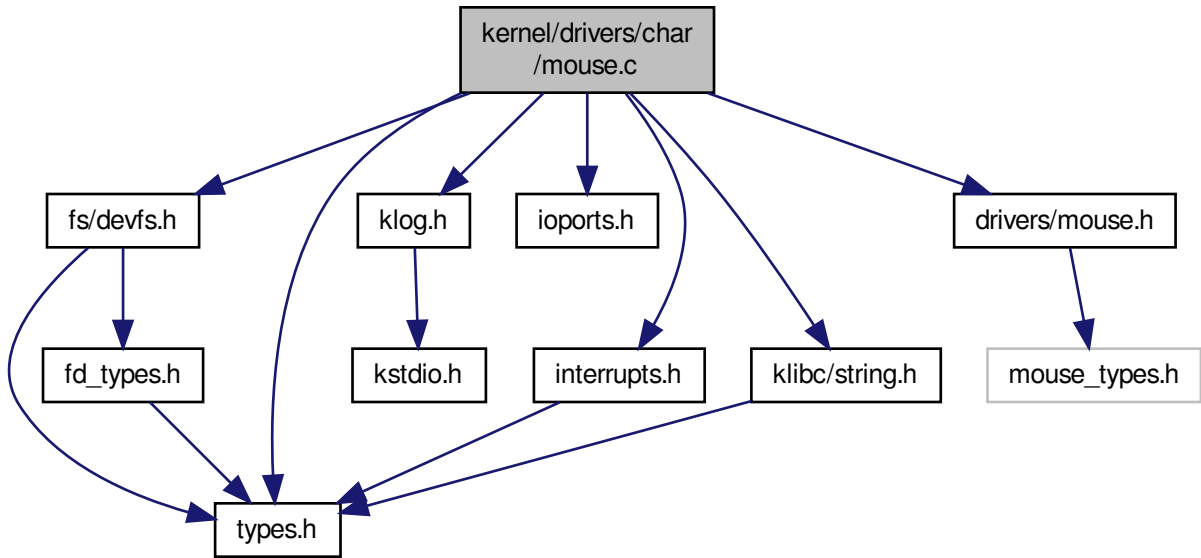 kernel/drivers/char
/mouse.c
fs/devfs.h
klog.h
ioports.h
drivers/mouse.h
fd_types.h
kstdio.h
interrupts.h
klibc/string.h
mouse_types.h
types.h